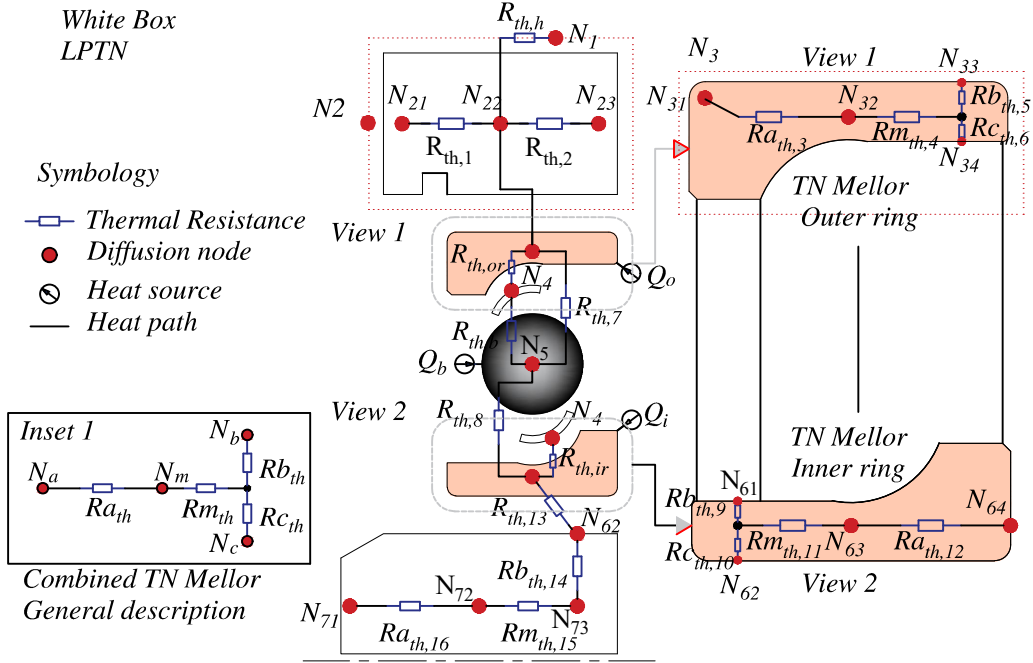 White Box
LPTN
R_th,h
N_1
N2
N_21
N_22
N_23
R_th,1
R_th,2
Symbology
Thermal Resistance
Diffusion node
Heat source
Heat path
View 1
R_th,or
N_4
Q_o
R_th,7
R_th,b
N_5
Q_b
View 2
R_th,8
N_4
Q_i
R_th,ir
R_th,13
N_62
Rb_th,14
N_71
N_72
N_73
Ra_th,16
Rm_th,15
Inset 1
N_a
N_m
N_b
Ra_th
Rm_th
Rb_th
Rc_th
N_c
Combined TN Mellor
General description
N_3
View 1
N_33
N_31
N_32
Rb_th,5
Ra_th,3
Rm_th,4
Rc_th,6
N_34
TN Mellor
Outer ring
TN Mellor
Inner ring
N_61
Rb_th,9
N_64
Rm_th,11
N_63
Ra_th,12
Rc_th,10
N_62
View 2